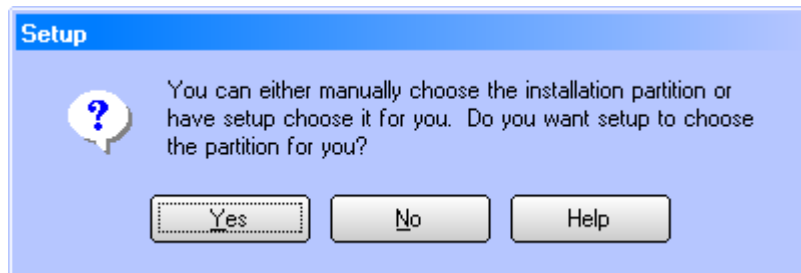 Setup
You can either manually choose the installation partition or
have setup choose it for you.  Do you want setup to choose
the partition for you?
Yes No Help